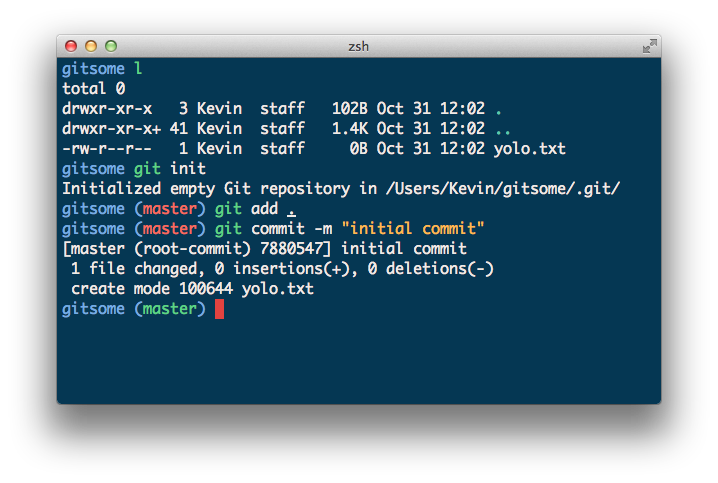 zsh
gitsome l
total 0
drwxr-xr-x   3 Kevin  staff   102B Oct 31 12:02 .
drwxr-xr-x+ 41 Kevin  staff   1.4K Oct 31 12:02 ..
-rw-r--r--   1 Kevin  staff     0B Oct 31 12:02 yolo.txt
gitsome git init
Initialized empty Git repository in /Users/Kevin/gitsome/.git/
gitsome (master) git add .
gitsome (master) git commit -m "initial commit"
[master (root-commit) 7880547] initial commit
 1 file changed, 0 insertions(+), 0 deletions(-)
 create mode 100644 yolo.txt
gitsome (master)